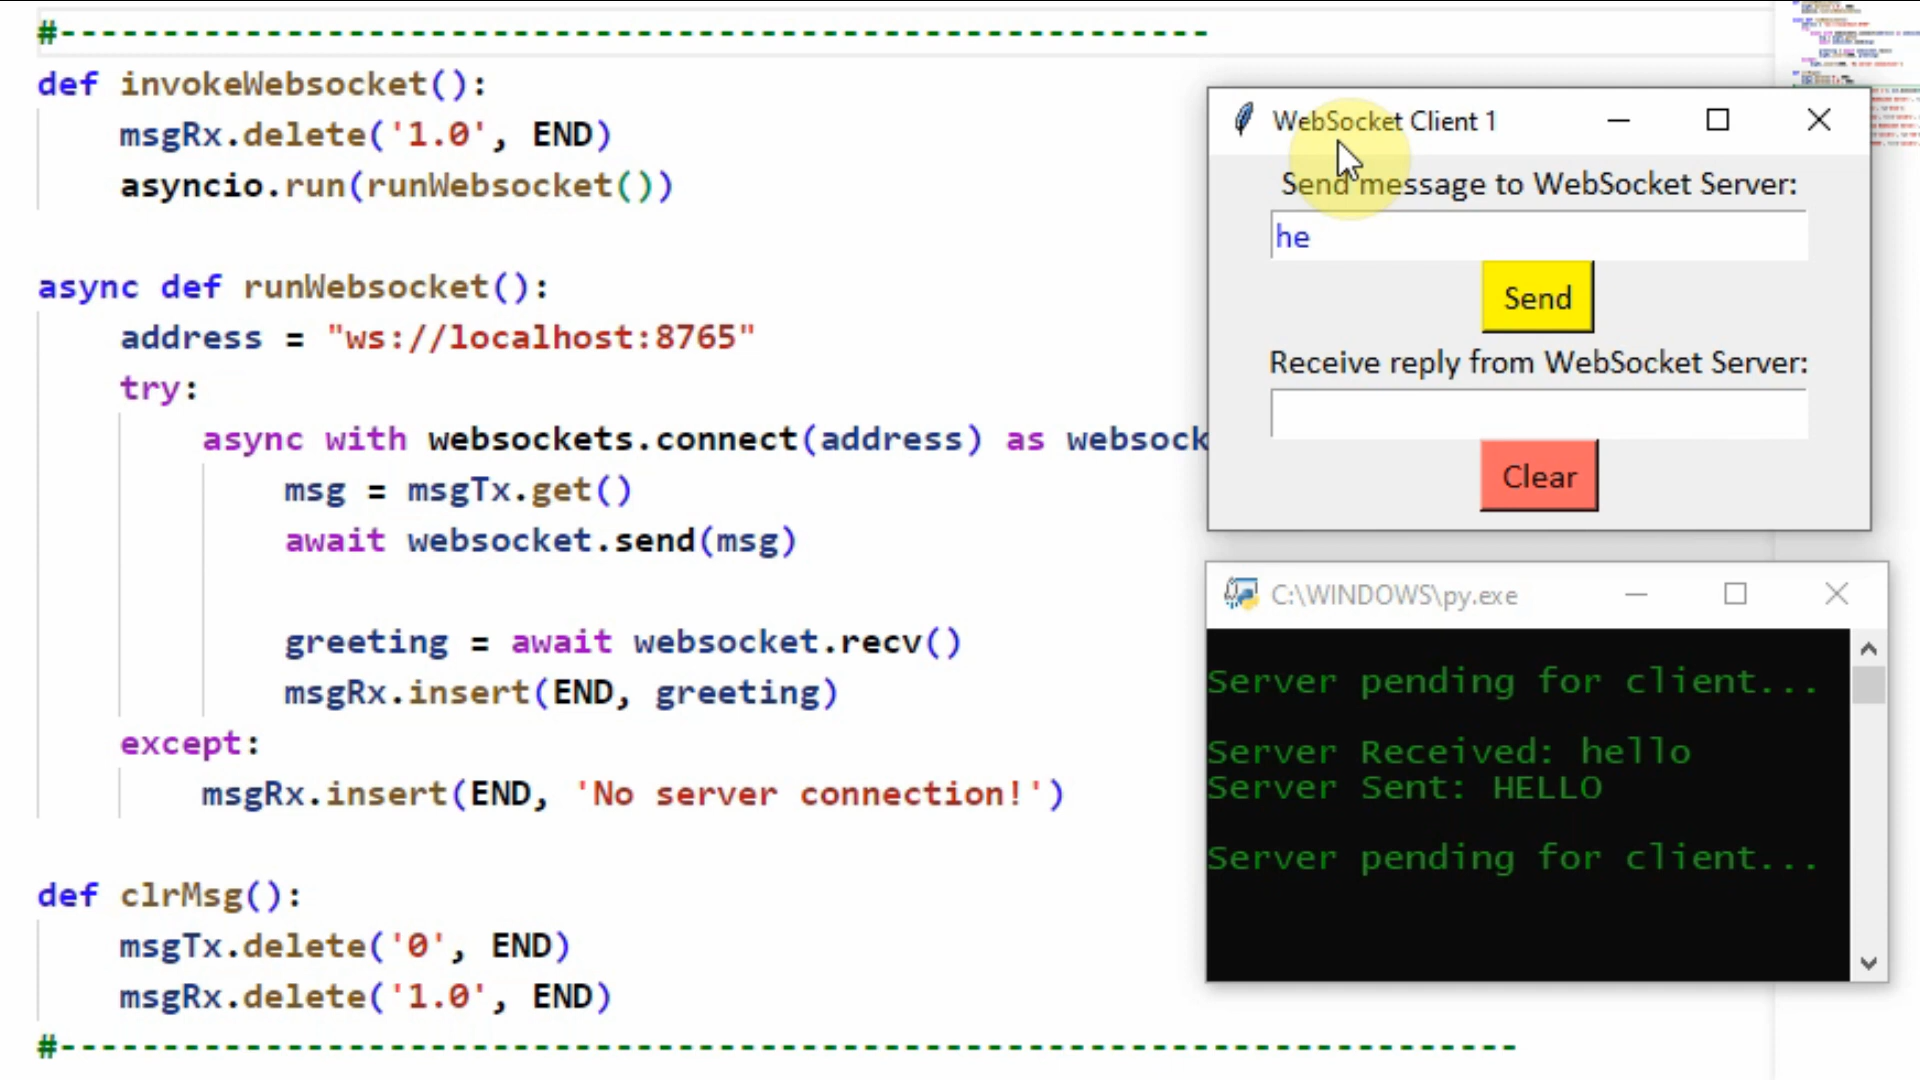 #--------------------------------------------------------
def invokeWebsocket():
    msgRx.delete('1.0', END)
    asyncio.run(runWebsocket())
async def runWebsocket():
    address = "ws://localhost:8765"
    try:
        async with websockets.connect(address) as websock
            msg = msgTx.get()
            await websocket.send(msg)
            greeting = await websocket.recv()
            msgRx.insert(END, greeting)
    except:
        msgRx.insert(END, 'No server connection!')
def clrMsg():
    msgTx.delete('0', END)
    msgRx.delete('1.0', END)
#-----------------------------------------------------------------------
WebSocket Client 1
Send message to WebSocket Server:
he
Send
Receive reply from WebSocket Server:
Clear
C:\WINDOWS\py.exe
Server pending for client...
Server Received: hello
Server Sent: HELLO
Server pending for client...